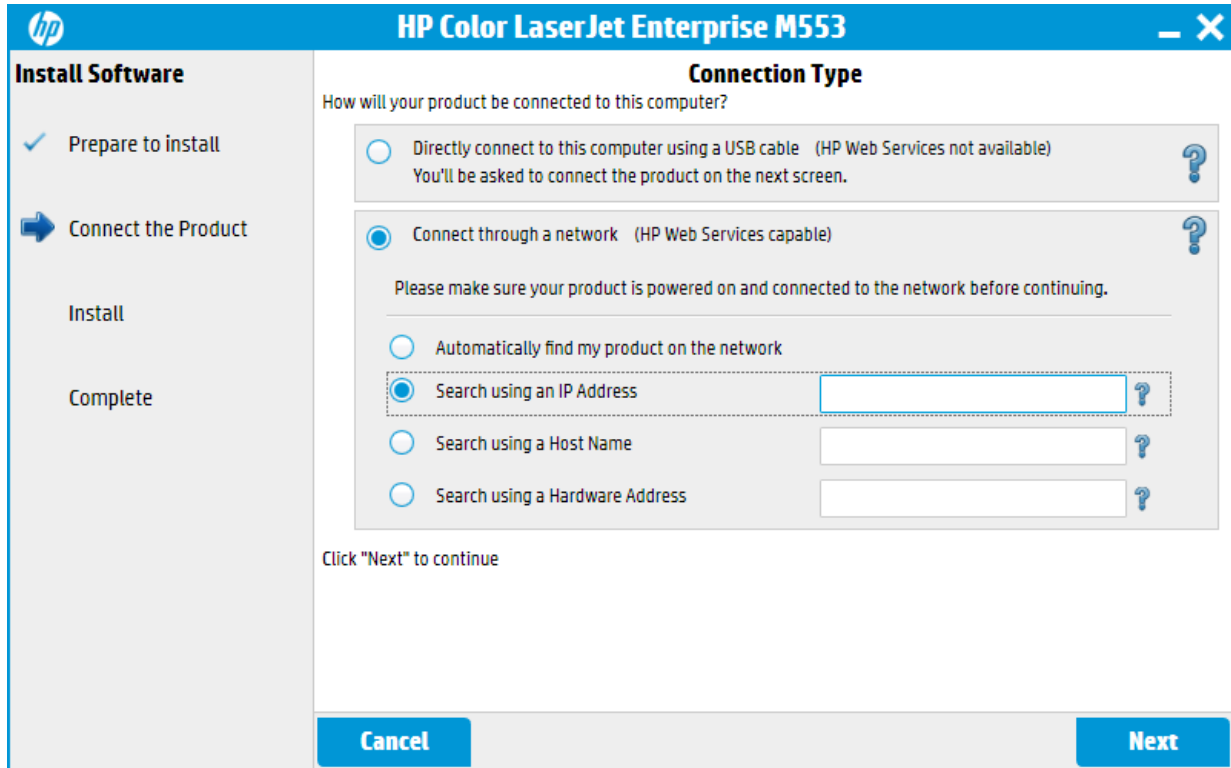 hp
HP Color LaserJet Enterprise M553
Install Software
Prepare to install
Connect the Product
Install
Complete
Connection Type
How will your product be connected to this computer?
Directly connect to this computer using a USB cable (HP Web Services not available)
You'll be asked to connect the product on the next screen.
?
Connect through a network (HP Web Services capable)
?
Please make sure your product is powered on and connected to the network before continuing.
Automatically find my product on the network
Search using an IP Address ?
Search using a Host Name ?
Search using a Hardware Address ?
Click "Next" to continue
Cancel
Next